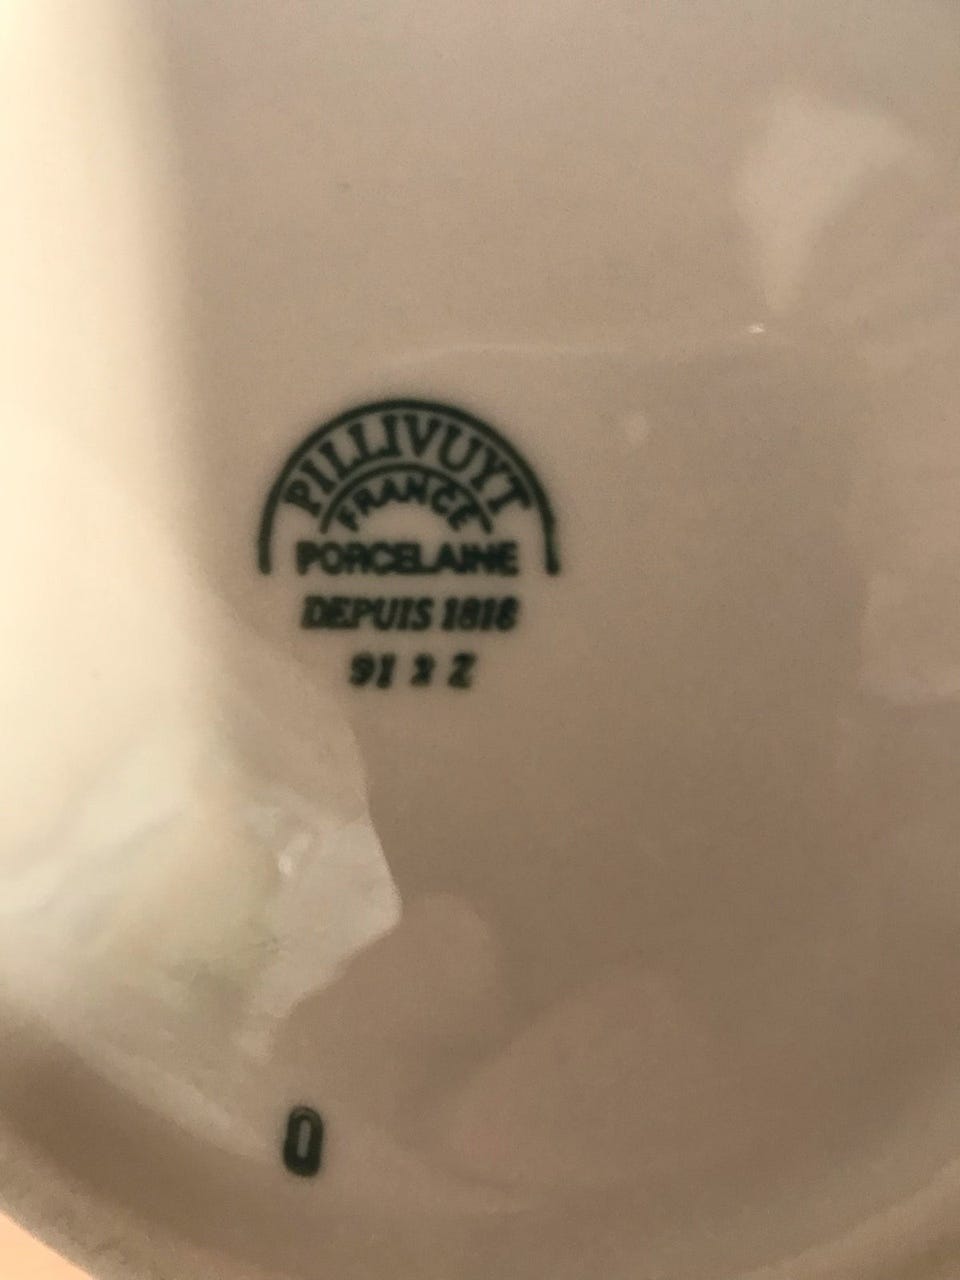 PILLIVUYT
FRANCE
PORCELAINE
DEPUIS 1818
91 2 Z
0